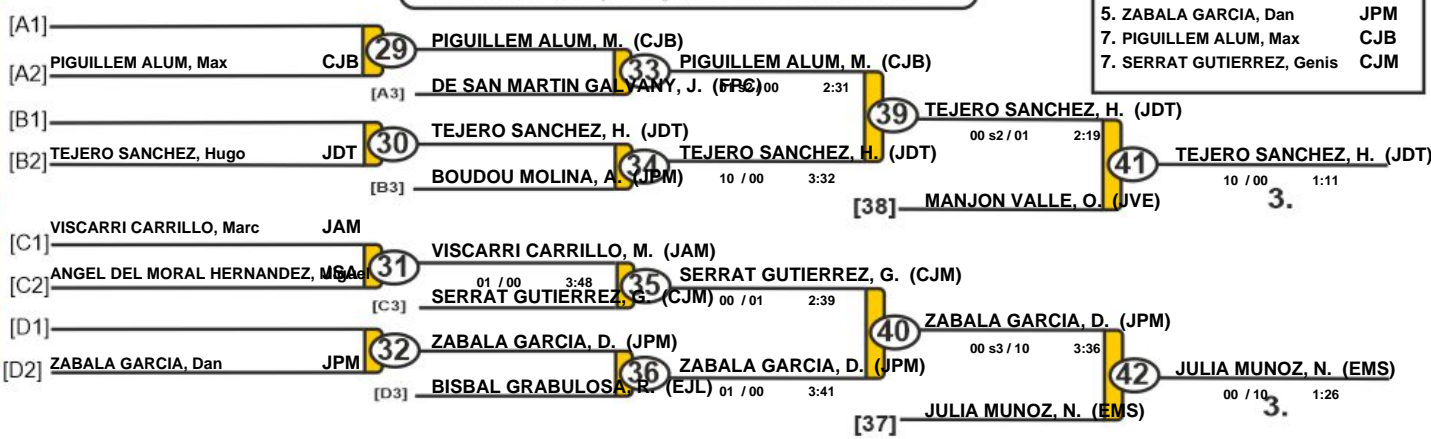 5. ZABALA GARCIA, Dan JPM
7. PIGUILLEM ALUM, Max CJB
7. SERRAT GUTIERREZ, Genis CJM
[A1]
[A2] PIGUILLEM ALUM, Max CJB
29
PIGUILLEM ALUM, M. (CJB)
[A3] DE SAN MARTIN GALVANY, J. (FPC)
33
PIGUILLEM ALUM, M. (CJB)
/00 2:31
[B1]
[B2] TEJERO SANCHEZ, Hugo JDT
30
TEJERO SANCHEZ, H. (JDT)
[B3] BOUDOU MOLINA, A. (JPM)
34
TEJERO SANCHEZ, H. (JDT)
10 / 00 3:32
39
TEJERO SANCHEZ, H. (JDT)
00 s2 / 01 2:19
[38] MANJON VALLE, O. (JVE)
41
TEJERO SANCHEZ, H. (JDT)
10 / 00 1:11
3.
[C1] VISCARRI CARRILLO, Marc JAM
[C2] ANGEL DEL MORAL HERNANDEZ, Miguel JSA
31
VISCARRI CARRILLO, M. (JAM)
01 / 00 3:48
[C3] SERRAT GUTIERREZ, G. (CJM)
35
SERRAT GUTIERREZ, G. (CJM)
00 / 01 2:39
[D1]
[D2] ZABALA GARCIA, Dan JPM
32
ZABALA GARCIA, D. (JPM)
[D3] BISBAL GRABULOSA, R. (EJL)
36
ZABALA GARCIA, D. (JPM)
01 / 00 3:41
40
ZABALA GARCIA, D. (JPM)
00 s3 / 10 3:36
[37] JULIA MUNOZ, N. (EMS)
42
JULIA MUNOZ, N. (EMS)
00 / 10 1:26
3.